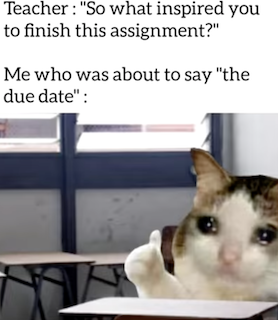 Teacher : "So what inspired you
to finish this assignment?"
Me who was about to say "the
due date" :